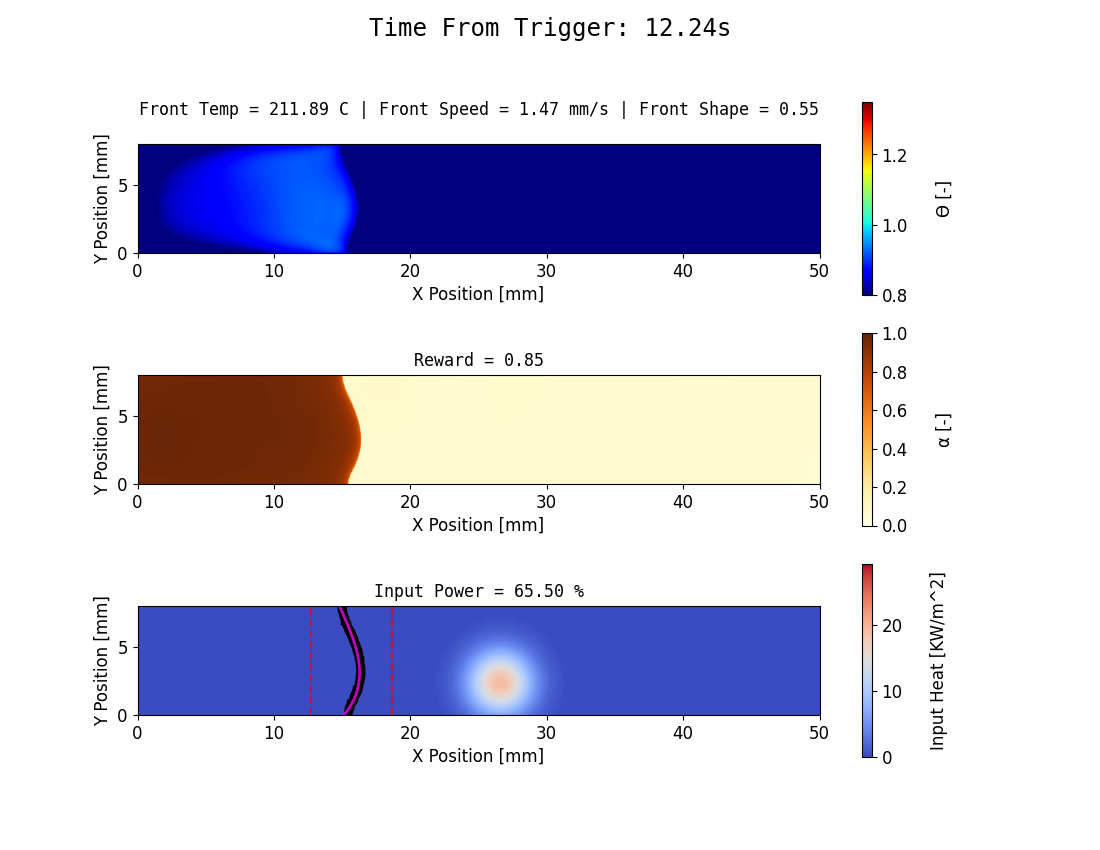 Time From Trigger: 12.24s
Front Temp = 211.89 C | Front Speed = 1.47 mm/s | Front Shape = 0.55
Y Position [mm]
5
0
0 10 20 30 40 50
X Position [mm]
1.2
1.0
0.8
Θ [-]
Reward = 0.85
Y Position [mm]
5
0
0 10 20 30 40 50
X Position [mm]
1.0
0.8
0.6
0.4
0.2
0.0
α [-]
Input Power = 65.50 %
Y Position [mm]
5
0
0 10 20 30 40 50
X Position [mm]
20
10
0
Input Heat [KW/m^2]